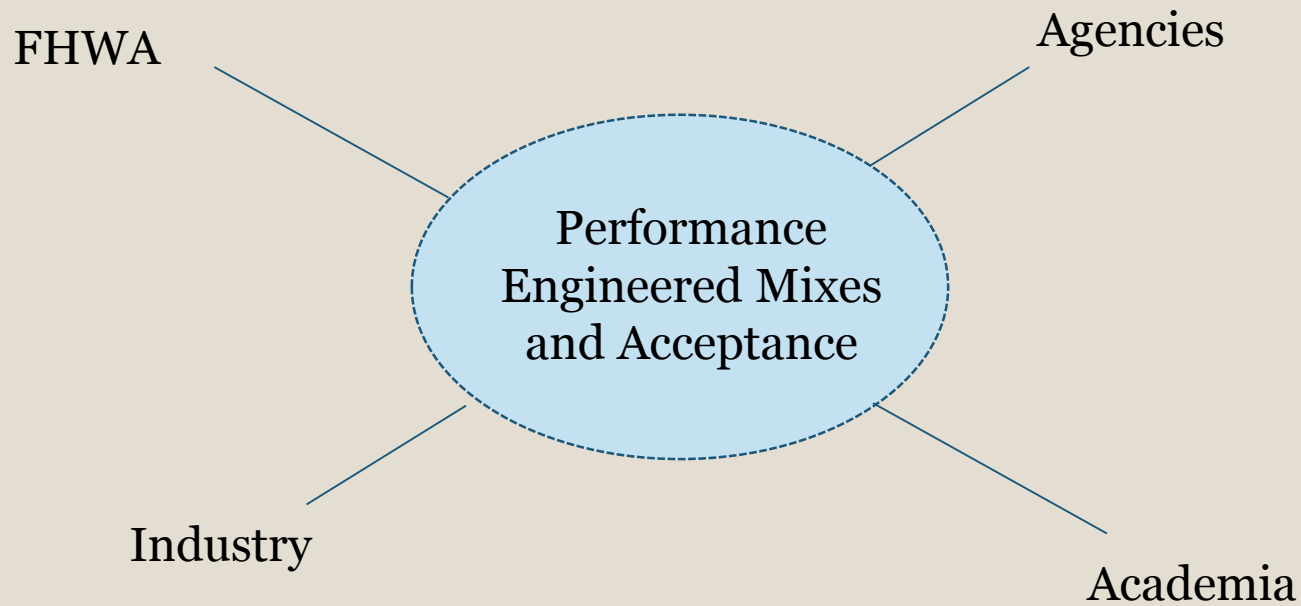 FHWA
Agencies
Performance
Engineered Mixes
and Acceptance
Industry
Academia